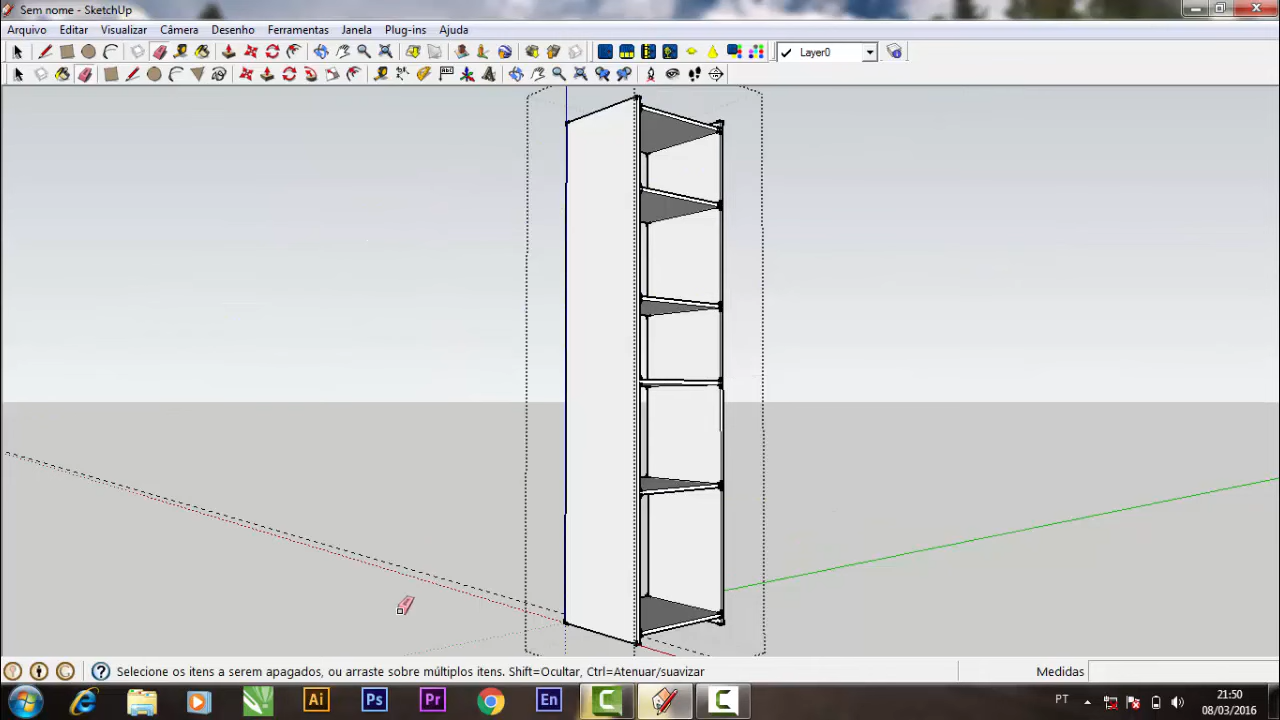 Sem nome - SketchUp
Arquivo Editar Visualizar Câmera Desenho Ferramentas Janela Plug-ins Ajuda
Layer0
ABC
Selecione os itens a serem apagados, ou arraste sobre múltiplos itens. Shift=Ocultar, Ctrl=Atenuar/suavizar
Medidas
Ai Ps Pr En
PT
21:50
08/03/2016